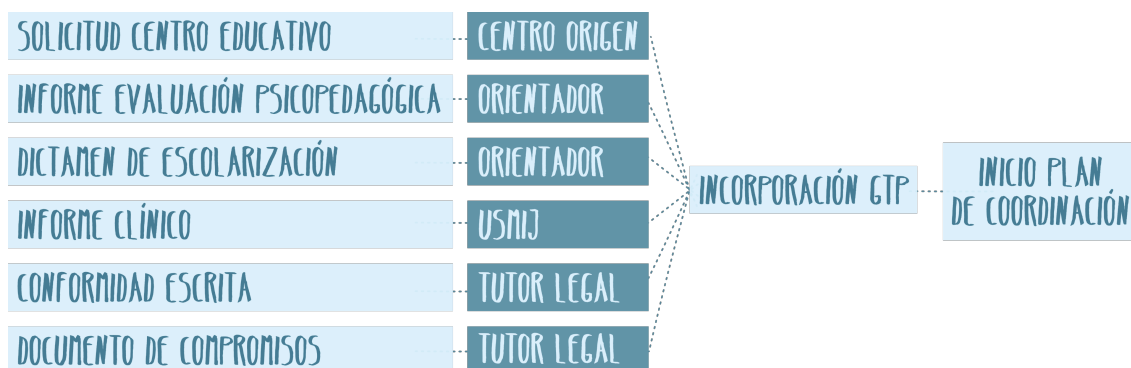 SOLICITUD CENTRO EDUCATIVO
CENTRO ORIGEN
INFORME EVALUACIÓN PSICOPEDAGÓGICA
ORIENTADOR
DICTAMEN DE ESCOLARIZACIÓN
ORIENTADOR
INFORME CLÍNICO
USMIJ
CONFORMIDAD ESCRITA
TUTOR LEGAL
DOCUMENTO DE COMPROMISOS
TUTOR LEGAL
INCORPORACIÓN GTP
INICIO PLAN
DE COORDINACIÓN